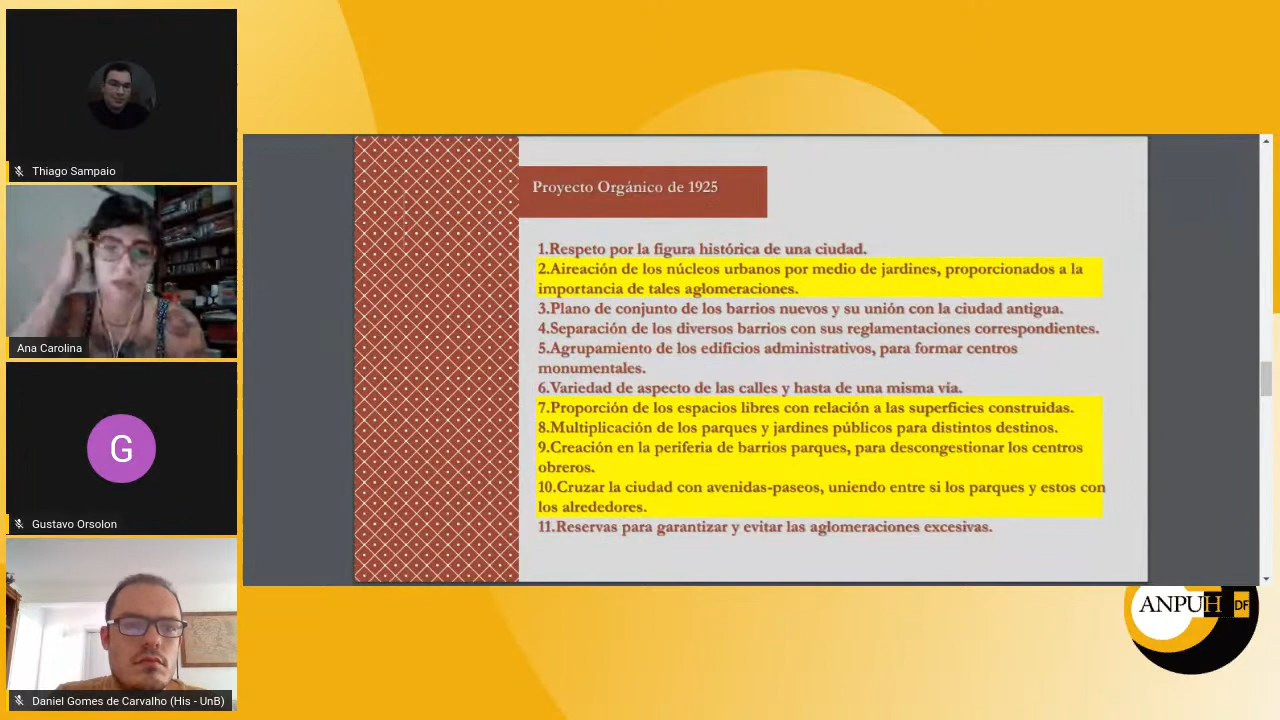 Thiago Sampaio
Ana Carolina
G
Gustavo Orsolon
Daniel Gomes de Carvalho (His - UnB)
Proyecto Orgánico de 1925
1.Respeto por la figura histórica de una ciudad.
2.Aireación de los núcleos urbanos por medio de jardines, proporcionados a la
importancia de tales aglomeraciones.
3.Plano de conjunto de los barrios nuevos y su unión con la ciudad antigua.
4.Separación de los diversos barrios con sus reglamentaciones correspondientes.
5.Agrupamiento de los edificios administrativos, para formar centros
monumentales.
6.Variedad de aspecto de las calles y hasta de una misma vía.
7.Proporción de los espacios libres con relación a las superficies construidas.
8.Multiplicación de los parques y jardines públicos para distintos destinos.
9.Creación en la periferia de barrios parques, para descongestionar los centros
obreros.
10.Cruzar la ciudad con avenidas-paseos, uniendo entre si los parques y estos con
los alrededores.
11.Reservas para garantizar y evitar las aglomeraciones excesivas.
ANPUH DF